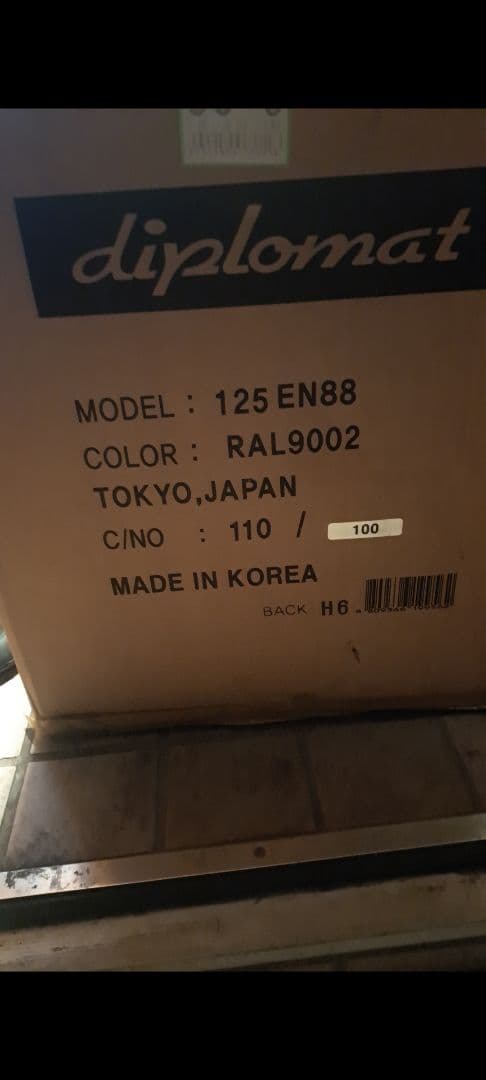 diplomat
MODEL : 125 EN88
COLOR : RAL9002
TOKYO,JAPAN
C/NO : 110 / 100
MADE IN KOREA
BACK H6